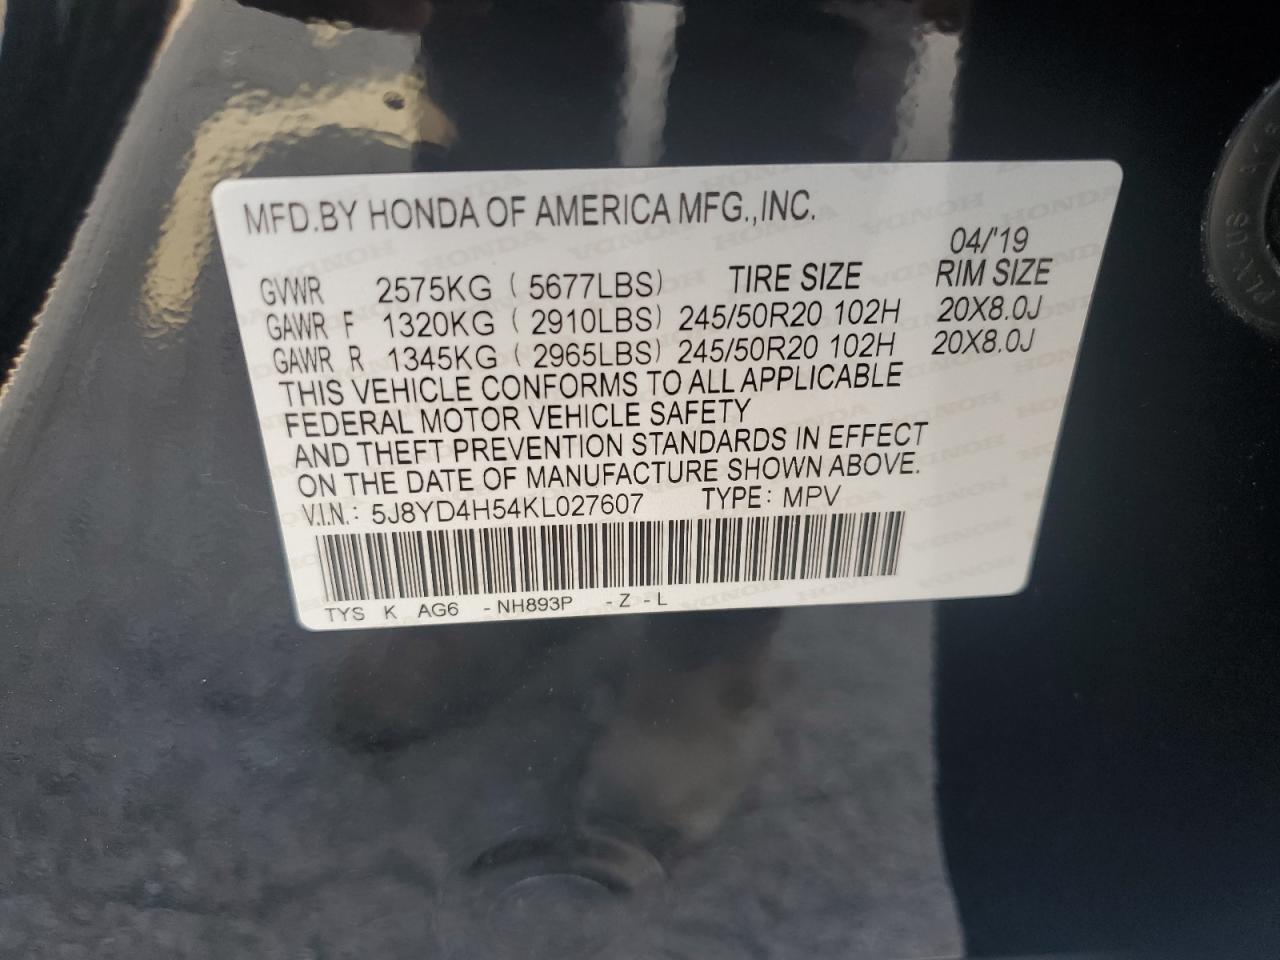 MFD.BY HONDA OF AMERICA MFG.,INC.
04/'19
GVWR 2575KG ( 5677LBS) TIRE SIZE RIM SIZE
GAWR F 1320KG ( 2910LBS) 245/50R20 102H 20X8.0J
GAWR R 1345KG ( 2965LBS) 245/50R20 102H 20X8.0J
THIS VEHICLE CONFORMS TO ALL APPLICABLE
FEDERAL MOTOR VEHICLE SAFETY
AND THEFT PREVENTION STANDARDS IN EFFECT
ON THE DATE OF MANUFACTURE SHOWN ABOVE.
V.I.N.: 5J8YD4H54KL027607 TYPE: MPV
TYS K AG6 -NH893P -Z -L